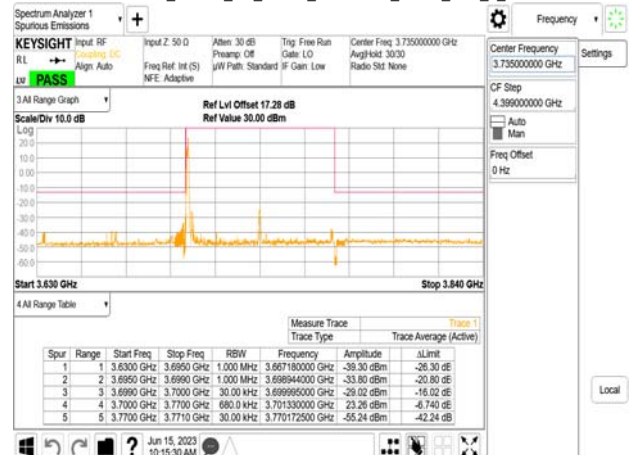 Spectrum Analyzer 1
Spurious Emissions
Frequency
KEYSIGHT
Input: RF
Coupling: DC
Align: Auto
Input Z: 50 Ω
Freq Ref: Int (S)
NFE: Adaptive
Atten: 30 dB
Preamp: Off
µW Path: Standard
Trig: Free Run
Gate: LO
IF Gain: Low
Center Freq: 3.735000000 GHz
Avg|Hold: 30/30
Radio Std: None
RL
PASS
Center Frequency
3.735000000 GHz
Settings
CF Step
4.399000000 GHz
Auto
Man
Freq Offset
0 Hz
3 All Range Graph
Scale/Div 10.0 dB
Ref Lvl Offset 17.28 dB
Ref Value 30.00 dBm
Log
20.0
10.0
0.00
-10.0
-20.0
-30.0
-40.0
-50.0
-60.0
Start 3.630 GHz
Stop 3.840 GHz
4 All Range Table
Measure Trace Trace 1
Trace Type Trace Average (Active)
Spur Range Start Freq Stop Freq RBW Frequency Amplitude ΔLimit
1 1 3.6300 GHz 3.6950 GHz 1.000 MHz 3.667180000 GHz -39.30 dBm -26.30 dB
2 2 3.6950 GHz 3.6990 GHz 1.000 MHz 3.698944000 GHz -33.80 dBm -20.80 dB
3 3 3.6990 GHz 3.7000 GHz 30.00 kHz 3.699995000 GHz -29.02 dBm -16.02 dB
4 4 3.7000 GHz 3.7700 GHz 680.0 kHz 3.701330000 GHz 23.26 dBm -6.740 dB
5 5 3.7700 GHz 3.7710 GHz 30.00 kHz 3.770172500 GHz -55.24 dBm -42.24 dB
Local
Jun 15, 2023
10:15:30 AM